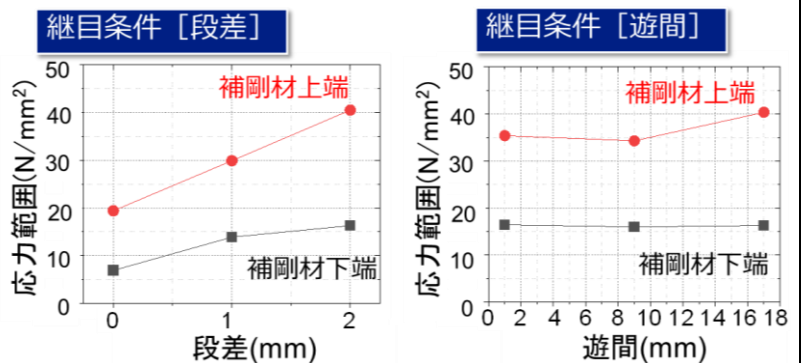 継目条件［段差］
応力範囲(N/mm²)
50
40
30
20
10
0
補剛材上端
補剛材下端
0 1 2
段差(mm)
継目条件［遊間］
応力範囲(N/mm²)
50
40
30
20
10
0
補剛材上端
補剛材下端
0 2 4 6 8 10 12 14 16 18
遊間(mm)